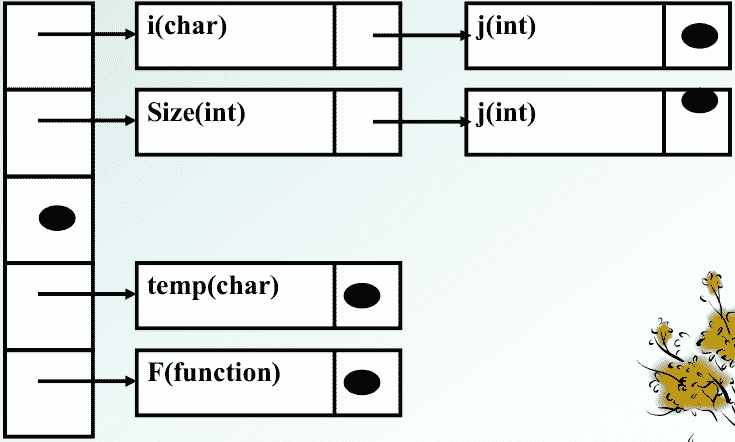 i(char) j(int)
Size(int) j(int)
temp(char)
F(function)